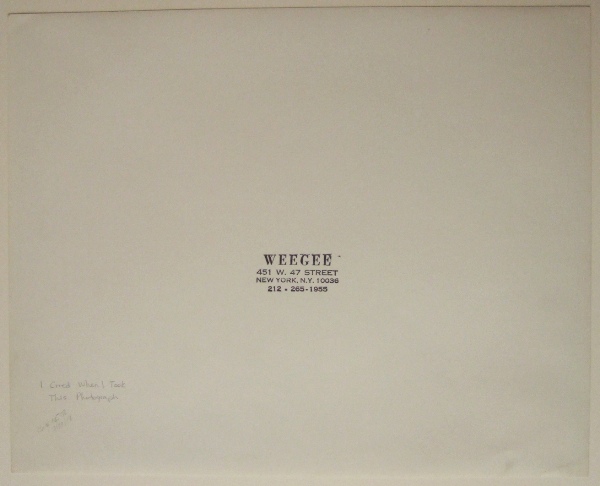 WEEGEE
451 W. 47 STREET
NEW YORK, N.Y. 10036
212 • 265-1955
I Cried When I Took
This Photograph